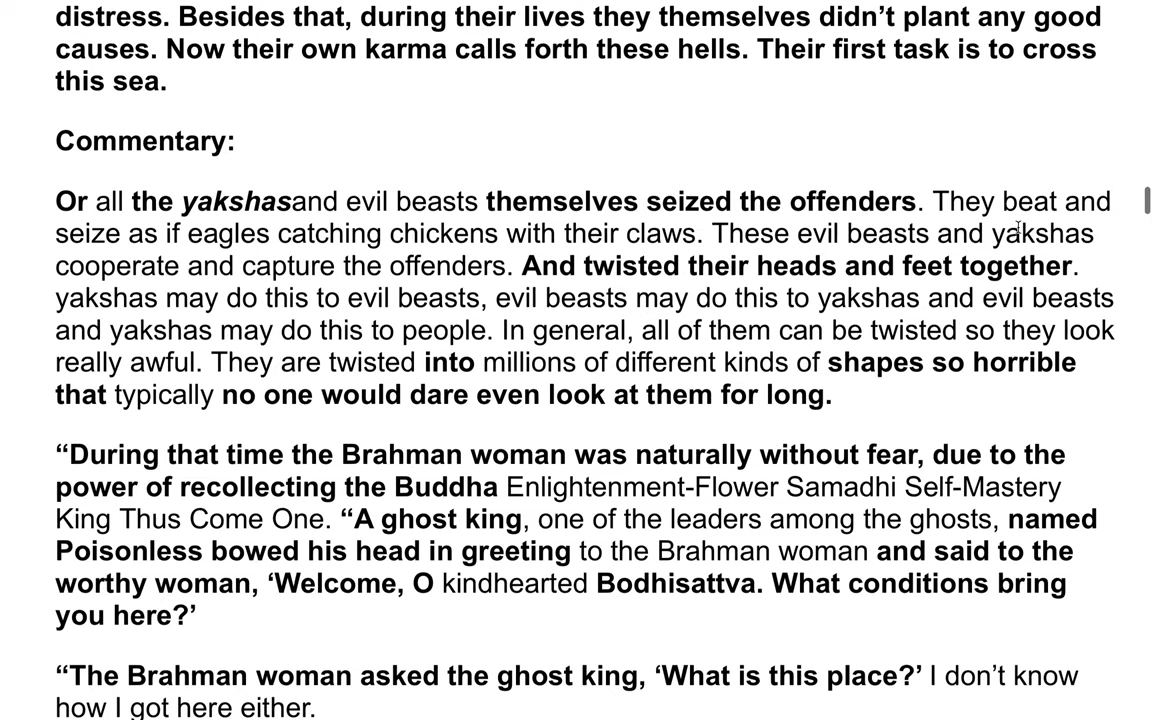 distress. Besides that, during their lives they themselves didn’t plant any good
causes. Now their own karma calls forth these hells. Their first task is to cross
this sea.
Commentary:
Or all the yakshasand evil beasts themselves seized the offenders. They beat and
seize as if eagles catching chickens with their claws. These evil beasts and yakshas
cooperate and capture the offenders. And twisted their heads and feet together.
yakshas may do this to evil beasts, evil beasts may do this to yakshas and evil beasts
and yakshas may do this to people. In general, all of them can be twisted so they look
really awful. They are twisted into millions of different kinds of shapes so horrible
that typically no one would dare even look at them for long.
“During that time the Brahman woman was naturally without fear, due to the
power of recollecting the Buddha Enlightenment-Flower Samadhi Self-Mastery
King Thus Come One. “A ghost king, one of the leaders among the ghosts, named
Poisonless bowed his head in greeting to the Brahman woman and said to the
worthy woman, ‘Welcome, O kindhearted Bodhisattva. What conditions bring
you here?’
“The Brahman woman asked the ghost king, ‘What is this place?’ I don’t know
how I got here either.